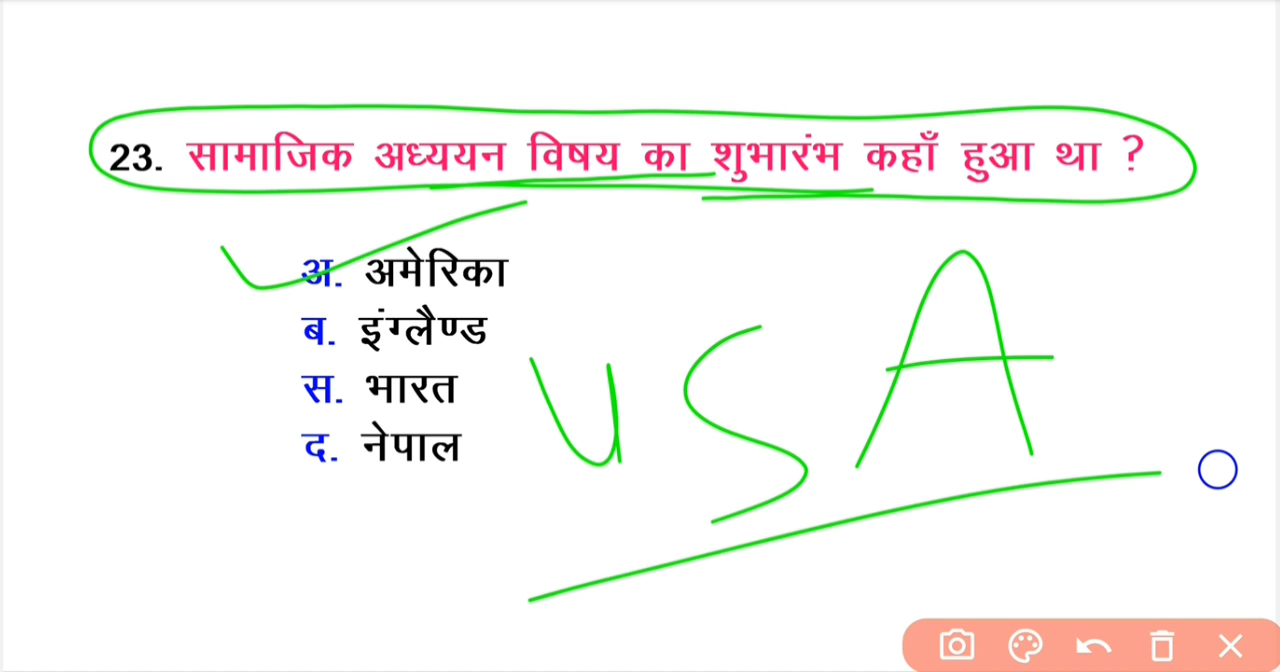 23. सामाजिक अध्ययन विषय का शुभारंभ कहाँ हुआ था ?
अ. अमेरिका
ब. इंग्लैण्ड
स. भारत
द. नेपाल
USA